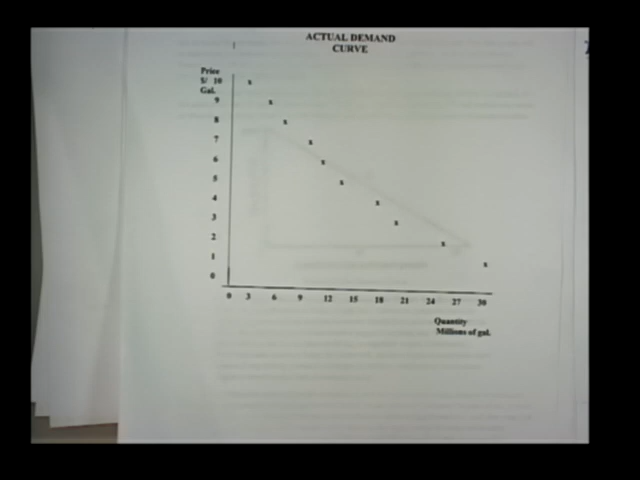 ACTUAL DEMAND
CURVE
Price
$/ 10
Gal.
9
8
7
6
5
4
3
2
1
0
0 3 6 9 12 15 18 21 24 27 30
Quantity
Millions of gal.